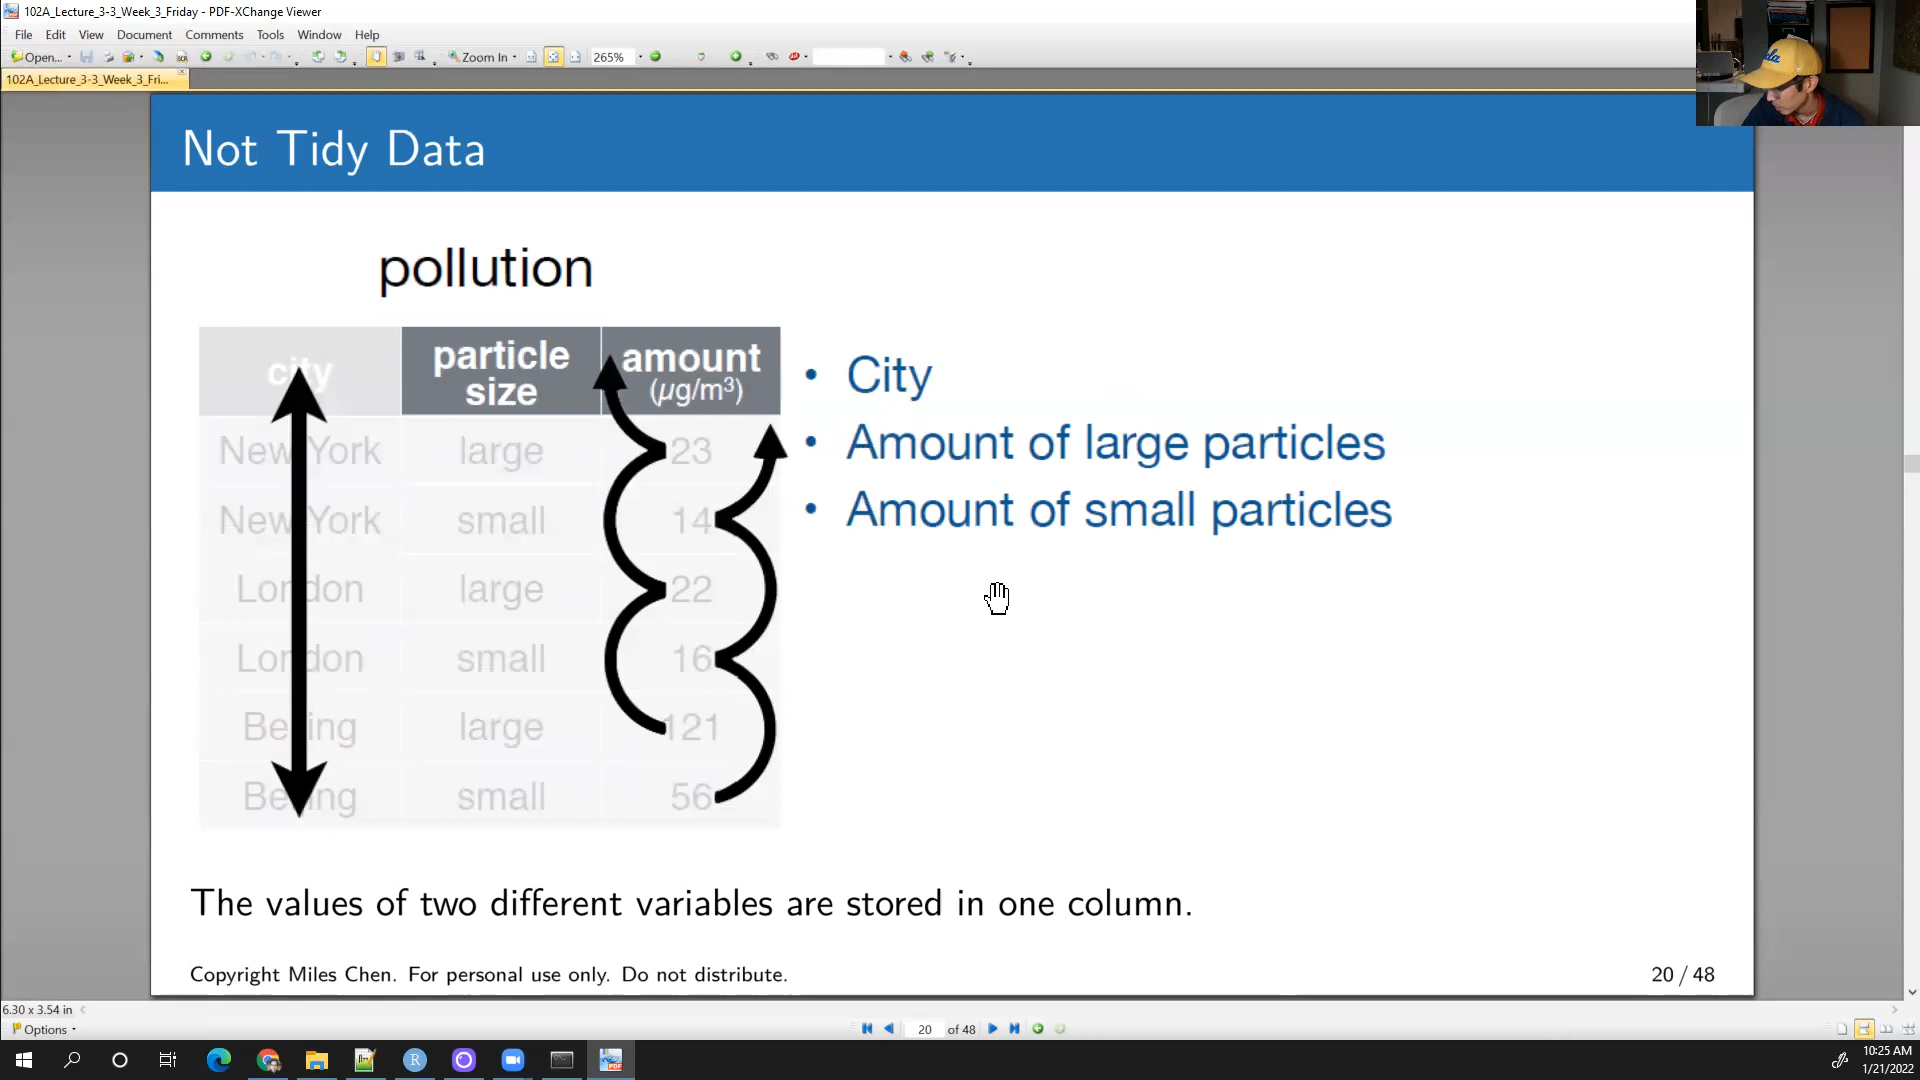 102A_Lecture_3-3_Week_3_Friday - PDF-XChange Viewer
File Edit View Document Comments Tools Window Help
Open... Zoom In 265%
102A_Lecture_3-3_Week_3_Fri...
Not Tidy Data
pollution
city particle size amount (μg/m³)
New York large 23
New York small 14
London large 22
London small 16
Beijing large 121
Beijing small 56
• City
• Amount of large particles
• Amount of small particles
The values of two different variables are stored in one column.
Copyright Miles Chen. For personal use only. Do not distribute.
20 / 48
6.30 x 3.54 in
Options
20 of 48
10:25 AM
1/21/2022